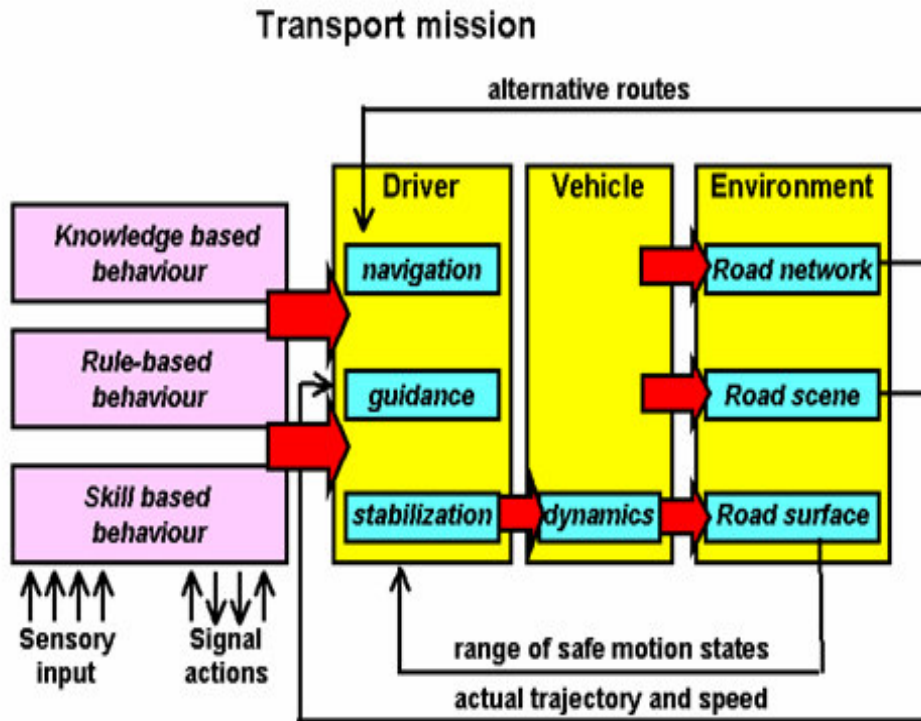 Transport mission
alternative routes
Driver
Vehicle
Environment
Knowledge based
behaviour
navigation
Road network
Rule-based
behaviour
guidance
Road scene
Skill based
behaviour
stabilization
dynamics
Road surface
Sensory
input
Signal
actions
range of safe motion states
actual trajectory and speed